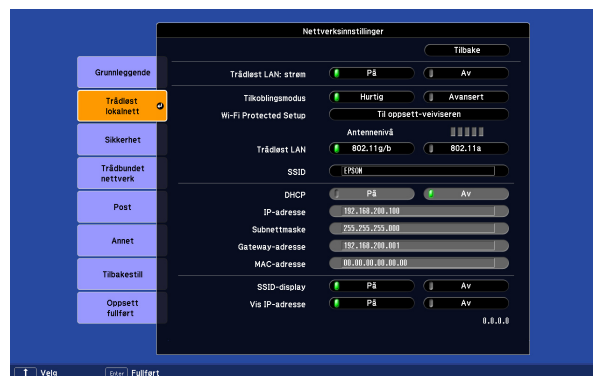 Nettverksinnstillinger
Tilbake
Grunnleggende
Trådløst lokalnett
Sikkerhet
Trådbundet nettverk
Post
Annet
Tilbakestill
Oppsett fullført
Trådløst LAN: strøm På Av
Tilkoblingsmodus Hurtig Avansert
Wi-Fi Protected Setup Til oppsett-veiviseren
Antennenivå
Trådløst LAN 802.11g/b 802.11a
SSID EPSON
DHCP På Av
IP-adresse 192.168.200.100
Subnettmaske 255.255.255.000
Gateway-adresse 192.168.200.001
MAC-adresse 00.00.00.00.00.00
SSID-display På Av
Vis IP-adresse På Av
0.0.0.0
Velg Enter Fullført